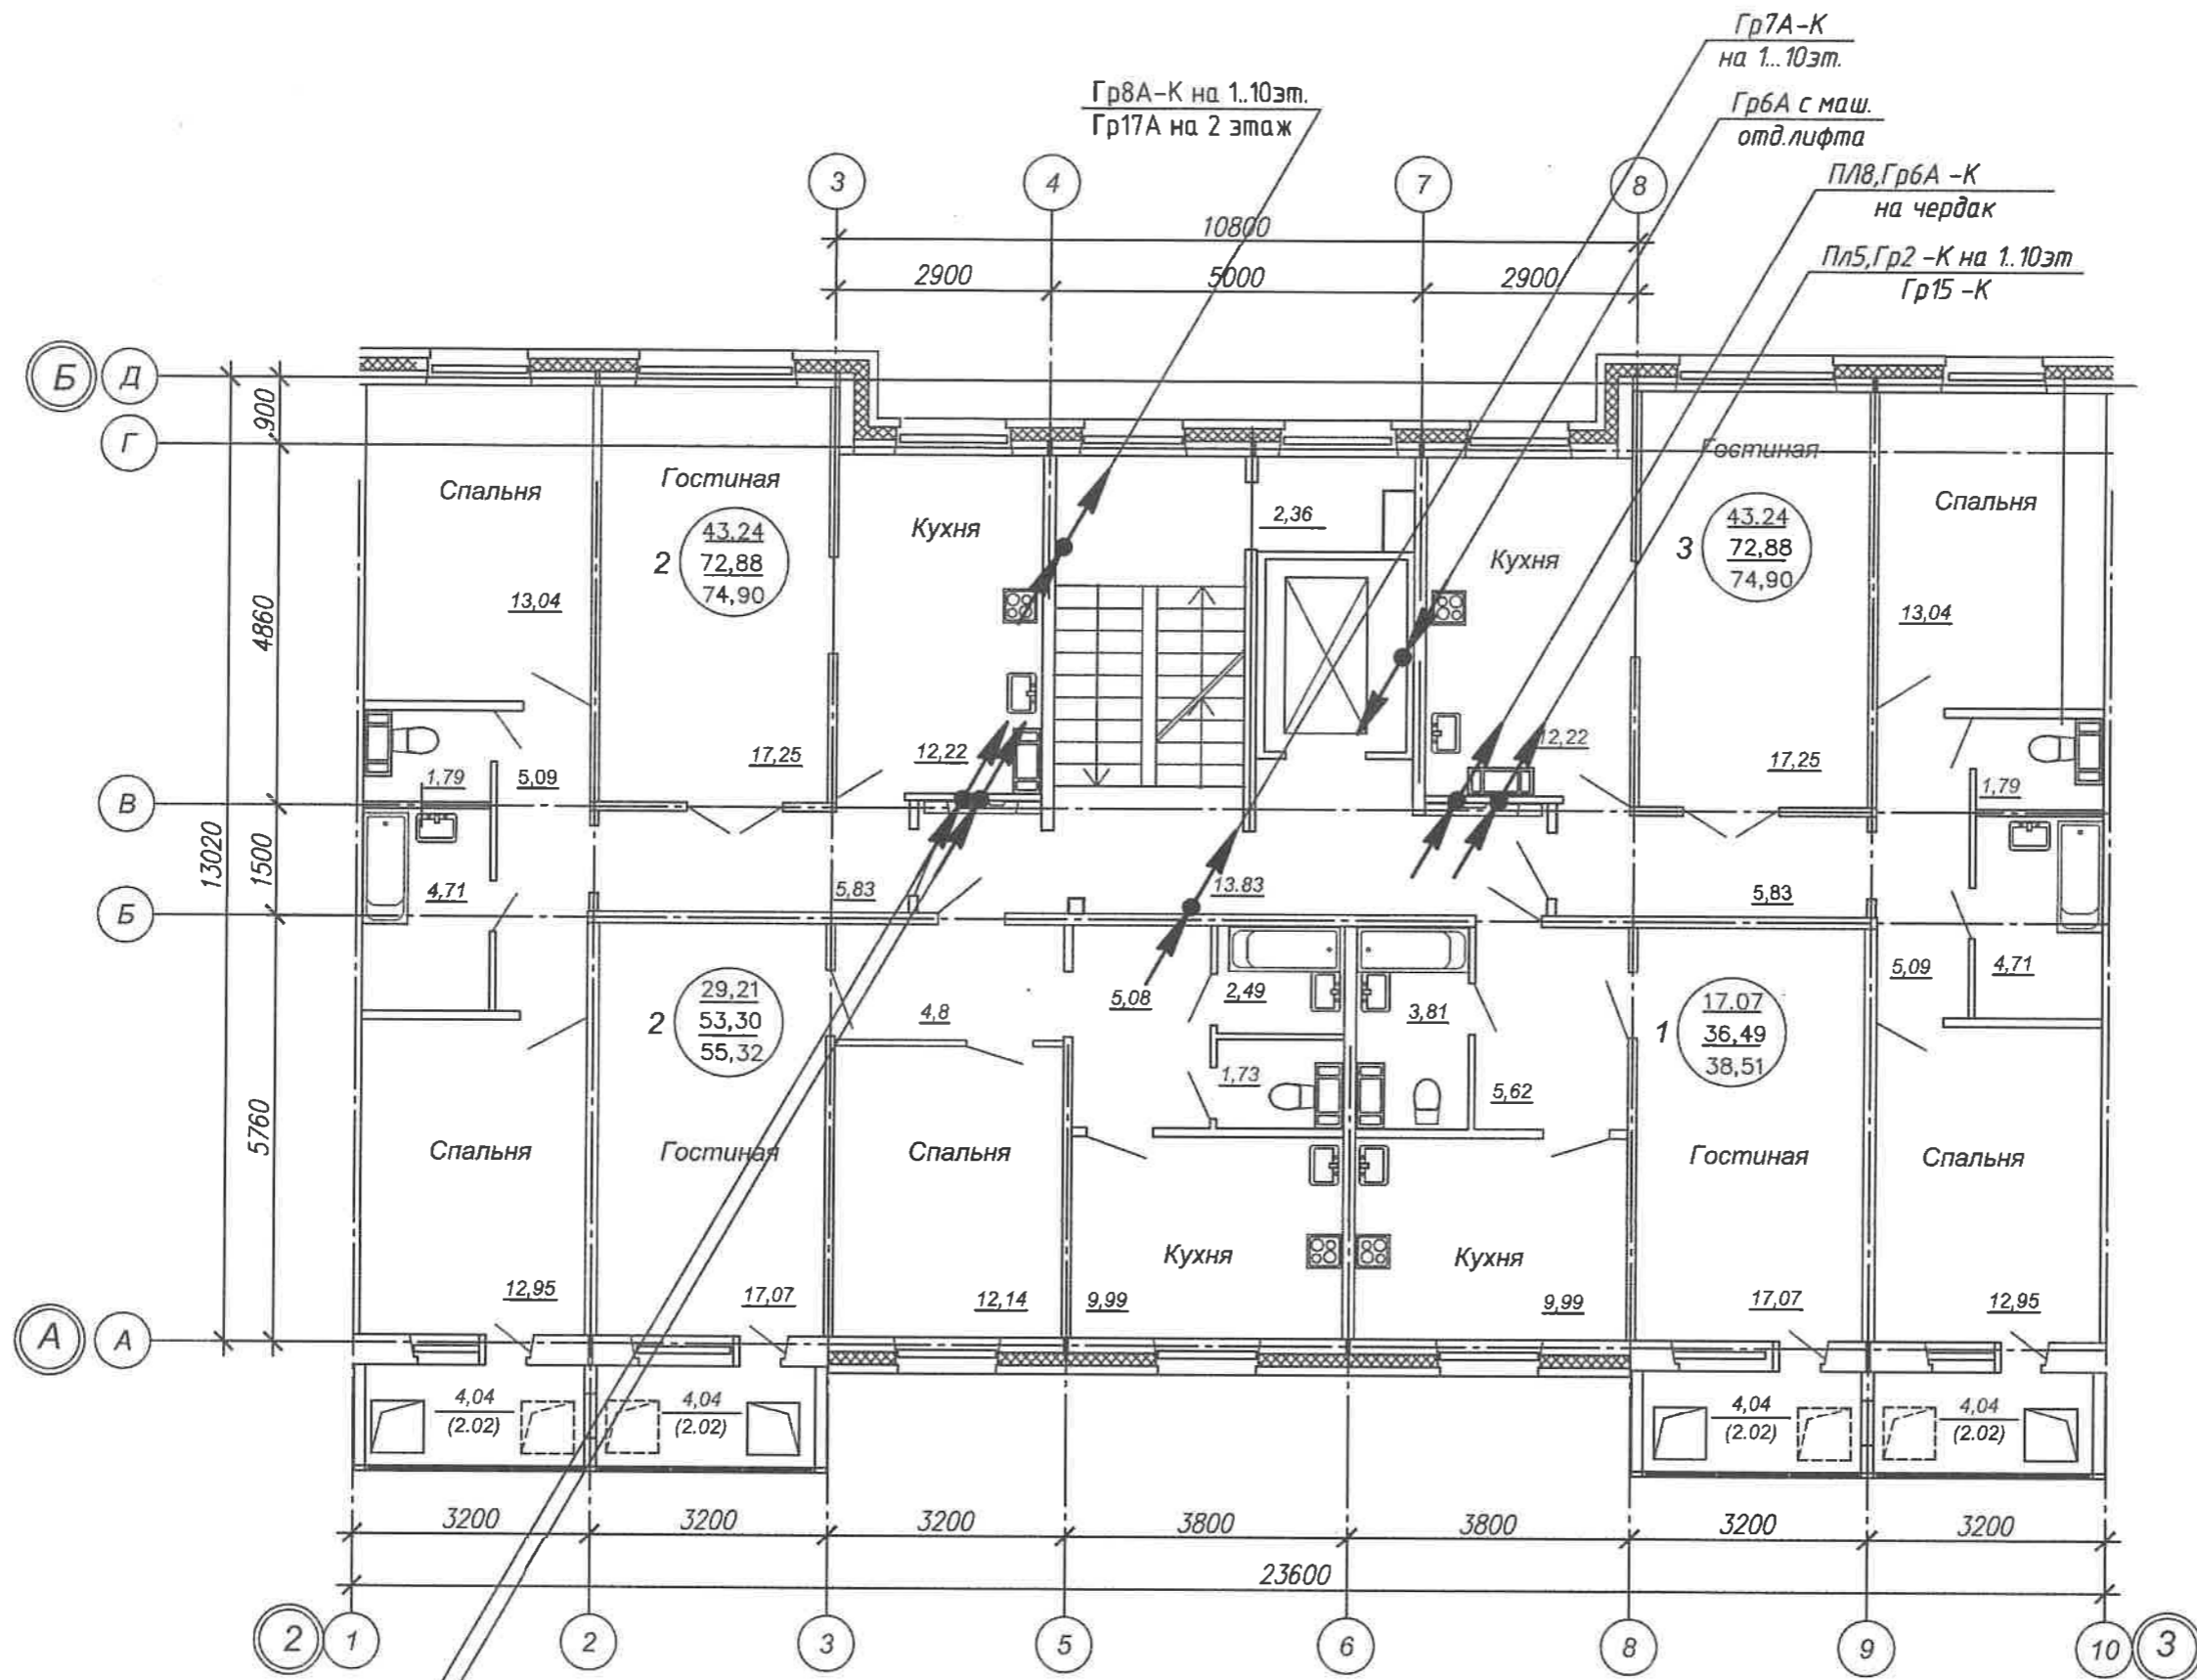 Гр7А-К
на 1...10эт.
Гр8А-К на 1..10эт.
Гр17А на 2 этаж
Гр6А с маш.
отд.лифта
ПЛ8,Гр6А -К
на чердак
Пл5,Гр2 -К на 1..10эт
Гр15 -К
3
4
7
8
10800
2900
5000
2900
Б
Д
Г
900
Спальня
Гостиная
Кухня
2,36
Кухня
Гостиная
Спальня
43.24
72,88
74,90
2
43.24
72,88
74,90
3
13,04
13,04
4860
17,25
12,22
12,22
17,25
1,79
5,09
1,79
В
13020
1500
4,71
5,83
13.83
5,83
Б
5,09
4,71
29,21
53,30
55,32
2
4,8
5,08
2,49
3,81
17.07
36,49
38,51
1
1,73
5,62
5760
Спальня
Гостиная
Спальня
Гостиная
Спальня
Кухня
Кухня
12,95
17,07
12,14
9,99
9,99
17,07
12,95
А
А
4,04
(2.02)
4,04
(2.02)
4,04
(2.02)
4,04
(2.02)
3200
3200
3200
3800
3800
3200
3200
23600
2
1
2
3
5
6
8
9
10
3